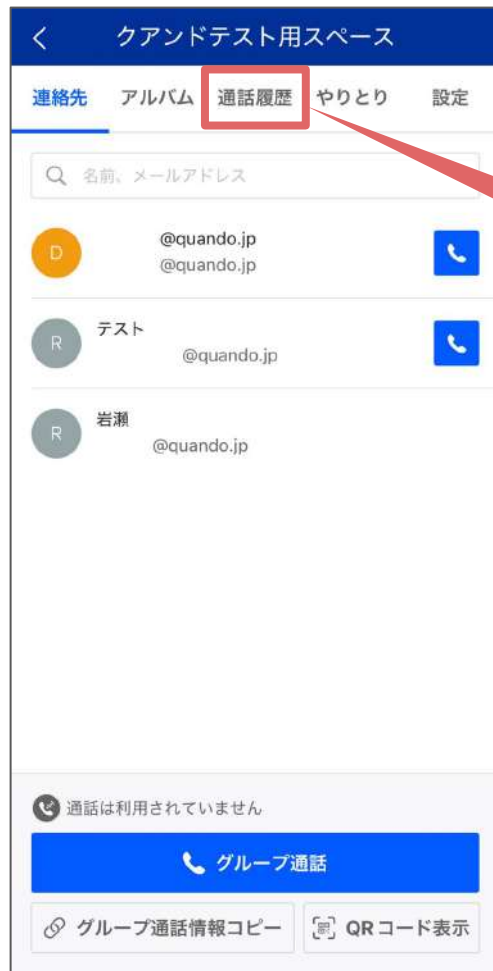 クアンドテスト用スペース
連絡先 アルバム 通話履歴 やりとり 設定
名前、メールアドレス
D
@quando.jp
@quando.jp
R
テスト
@quando.jp
R
岩瀬
@quando.jp
通話は利用されていません
グループ通話
グループ通話情報コピー QRコード表示